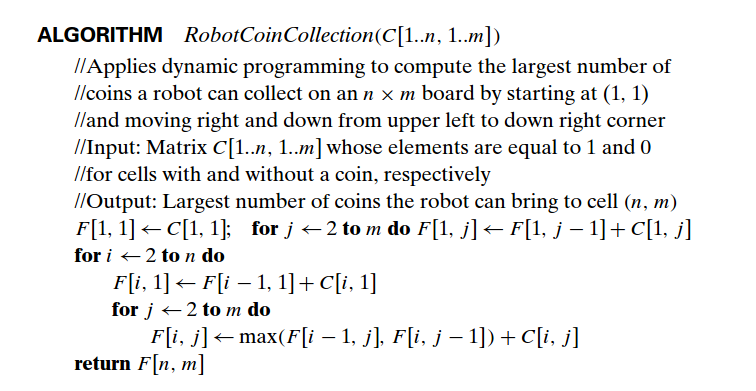 ALGORITHM RobotCoinCollection(C[1..n, 1..m])
//Applies dynamic programming to compute the largest number of
//coins a robot can collect on an n × m board by starting at (1, 1)
//and moving right and down from upper left to down right corner
//Input: Matrix C[1..n, 1..m] whose elements are equal to 1 and 0
//for cells with and without a coin, respectively
//Output: Largest number of coins the robot can bring to cell (n, m)
F[1, 1] ← C[1, 1]; for j ← 2 to m do F[1, j] ← F[1, j − 1] + C[1, j]
for i ← 2 to n do
F[i, 1] ← F[i − 1, 1] + C[i, 1]
for j ← 2 to m do
F[i, j] ← max(F[i − 1, j], F[i, j − 1]) + C[i, j]
return F[n, m]